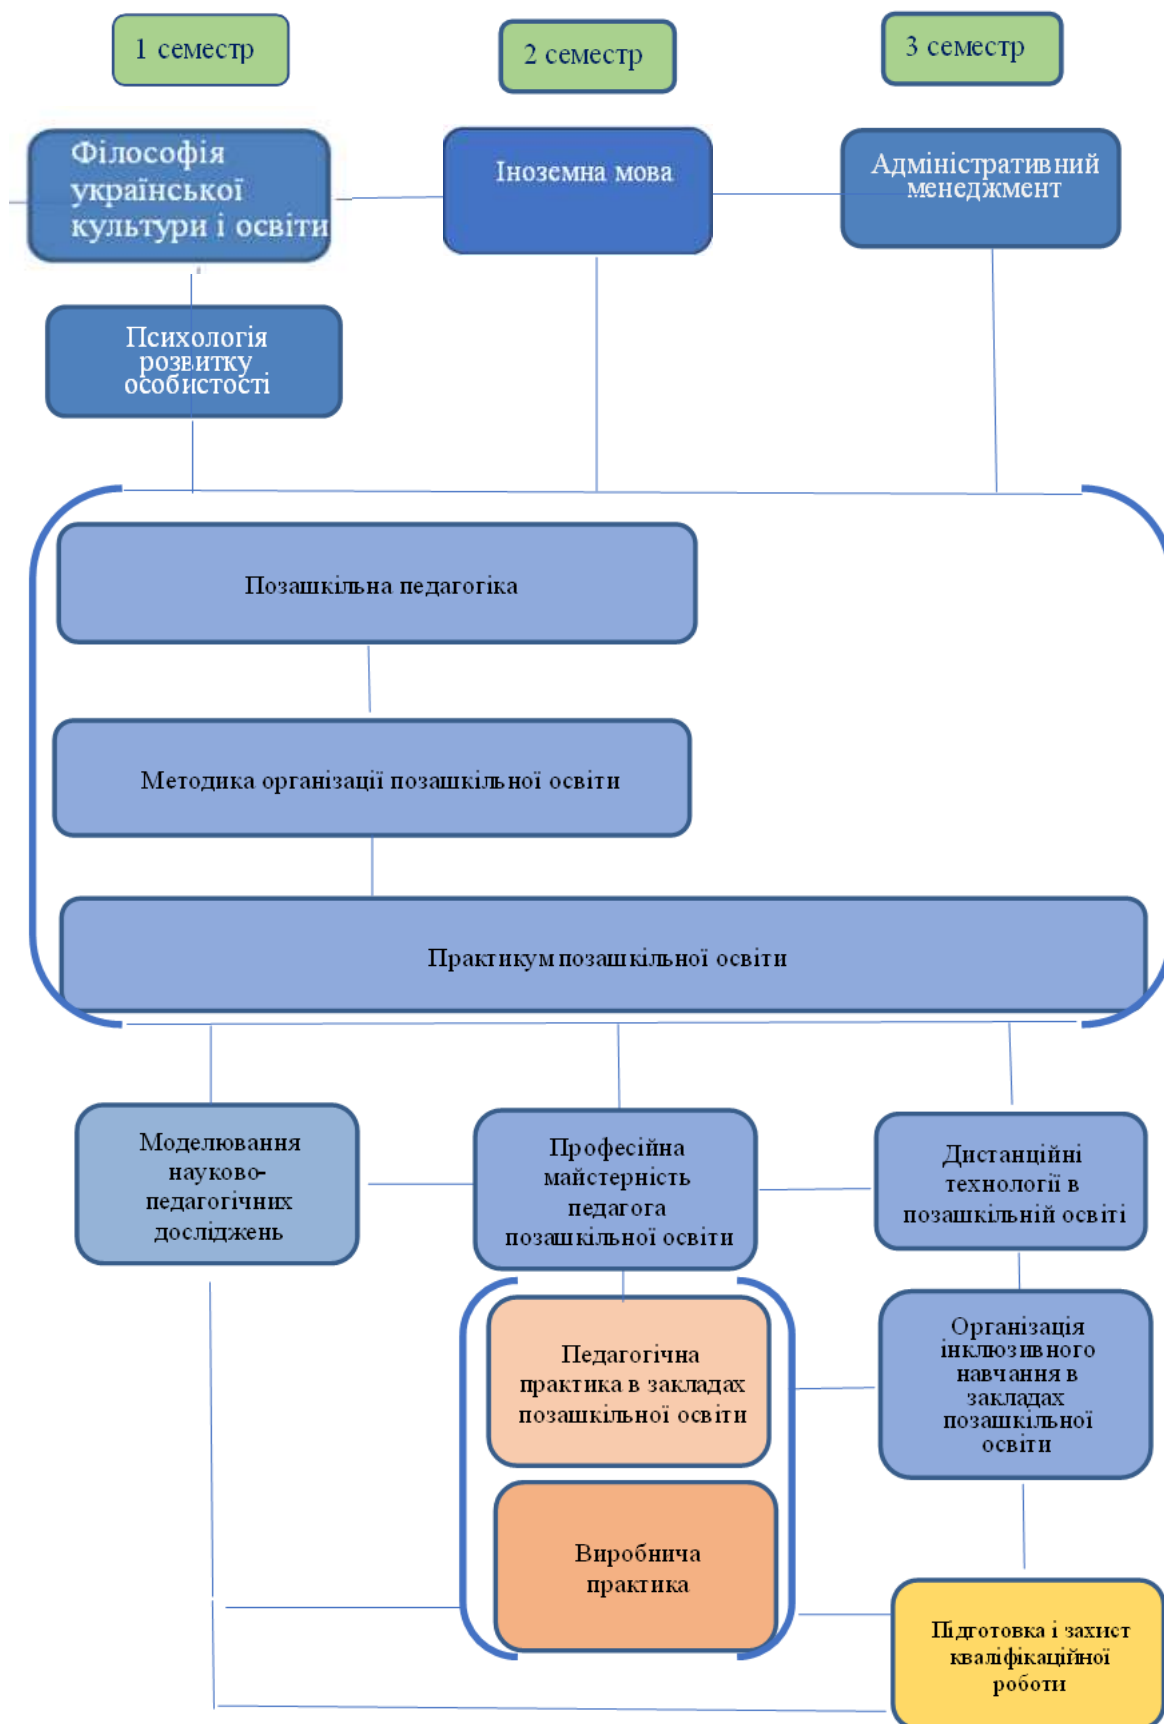 1 семестр
2 семестр
3 семестр
Філософія
української
культури і освіти
Іноземна мова
Адміністративний
менеджмент
Психологія
розвитку
особистості
Позашкільна педагогіка
Методика організації позашкільної освіти
Практикум позашкільної освіти
Моделювання
науково-
педагогічних
досліджень
Професійна
майстерність
педагога
позашкільної освіти
Дистанційні
технології в
позашкільній освіті
Педагогічна
практика в закладах
позашкільної освіти
Організація
інклюзивного
навчання в
закладах
позашкільної
освіти
Виробнича
практика
Підготовка і захист
кваліфікаційної
роботи